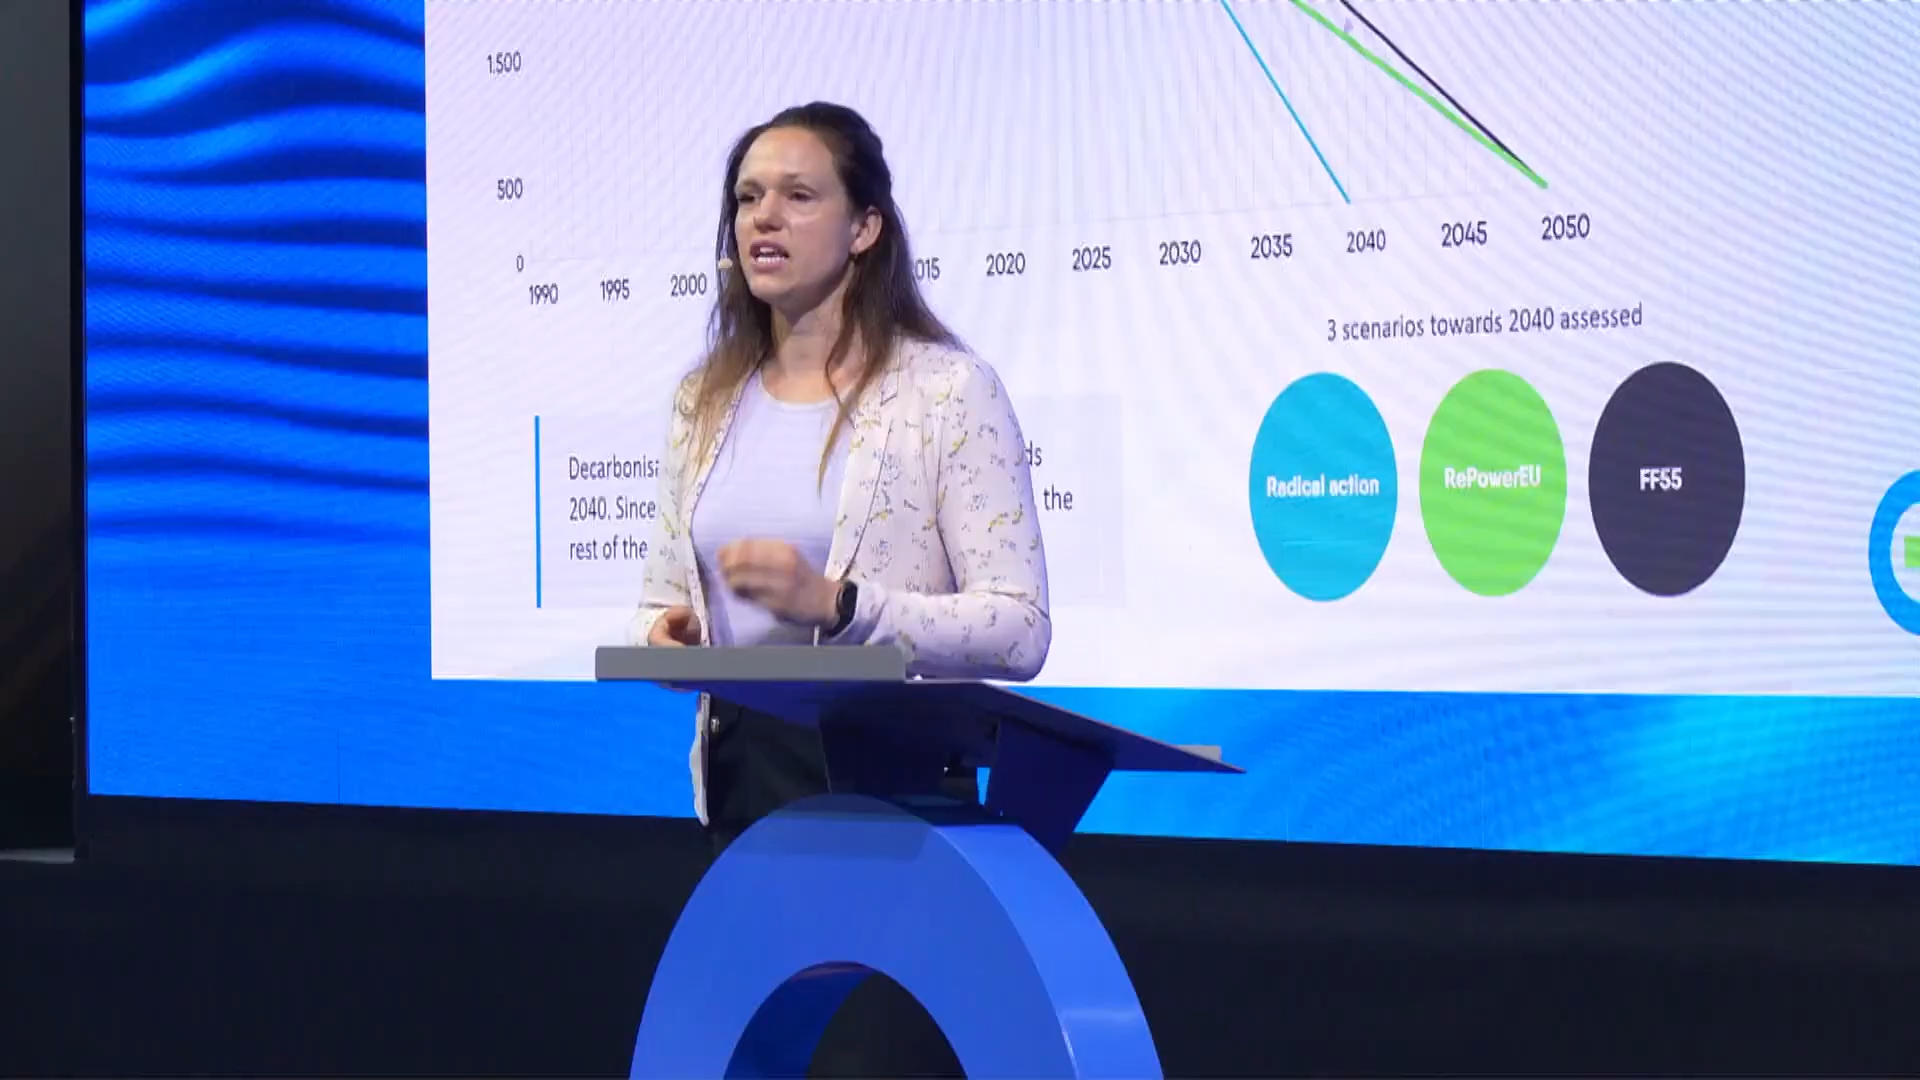 1.500
500
0
1990 1995 2000 015 2020 2025 2030 2035 2040 2045 2050
3 scenarios towards 2040 assessed
Radical action RePowerEU FF55
Decarbonisa ds
2040. Since the
rest of the